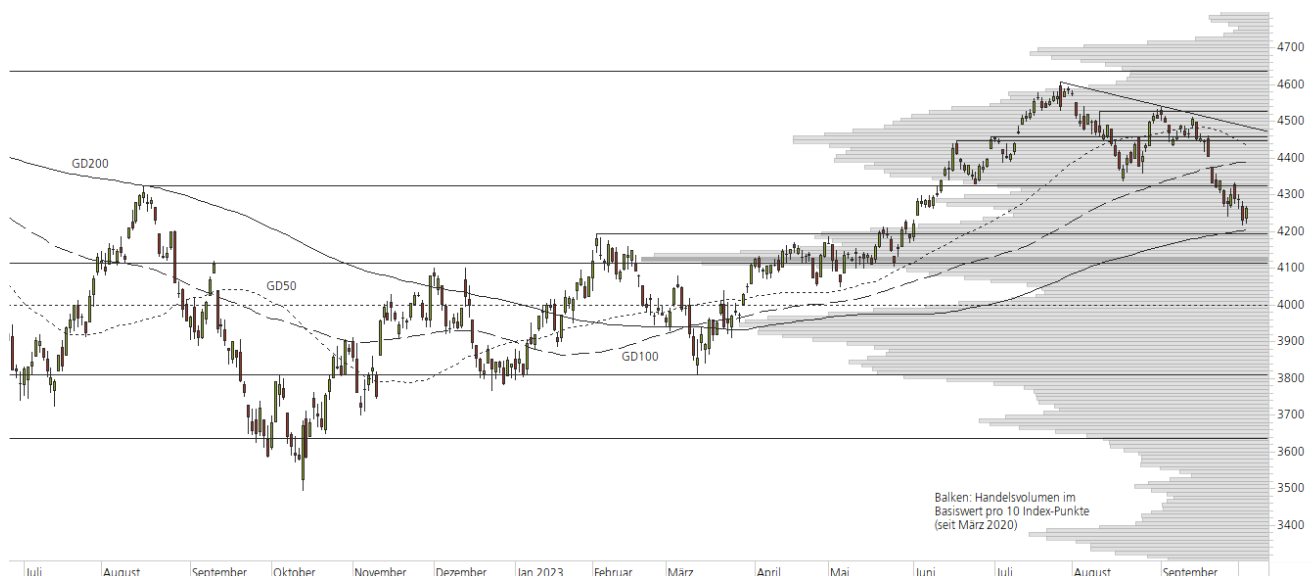 4700
4600
4500
4400
GD200
4300
4200
4100
GD50
4000
3900
GD100
3800
3700
3600
3500
Balken: Handelsvolumen im
Basiswert pro 10 Index-Punkte
(seit März 2020)
3400
Juli August September Oktober November Dezember Jan 2023 Februar März April Mai Juni Juli August September